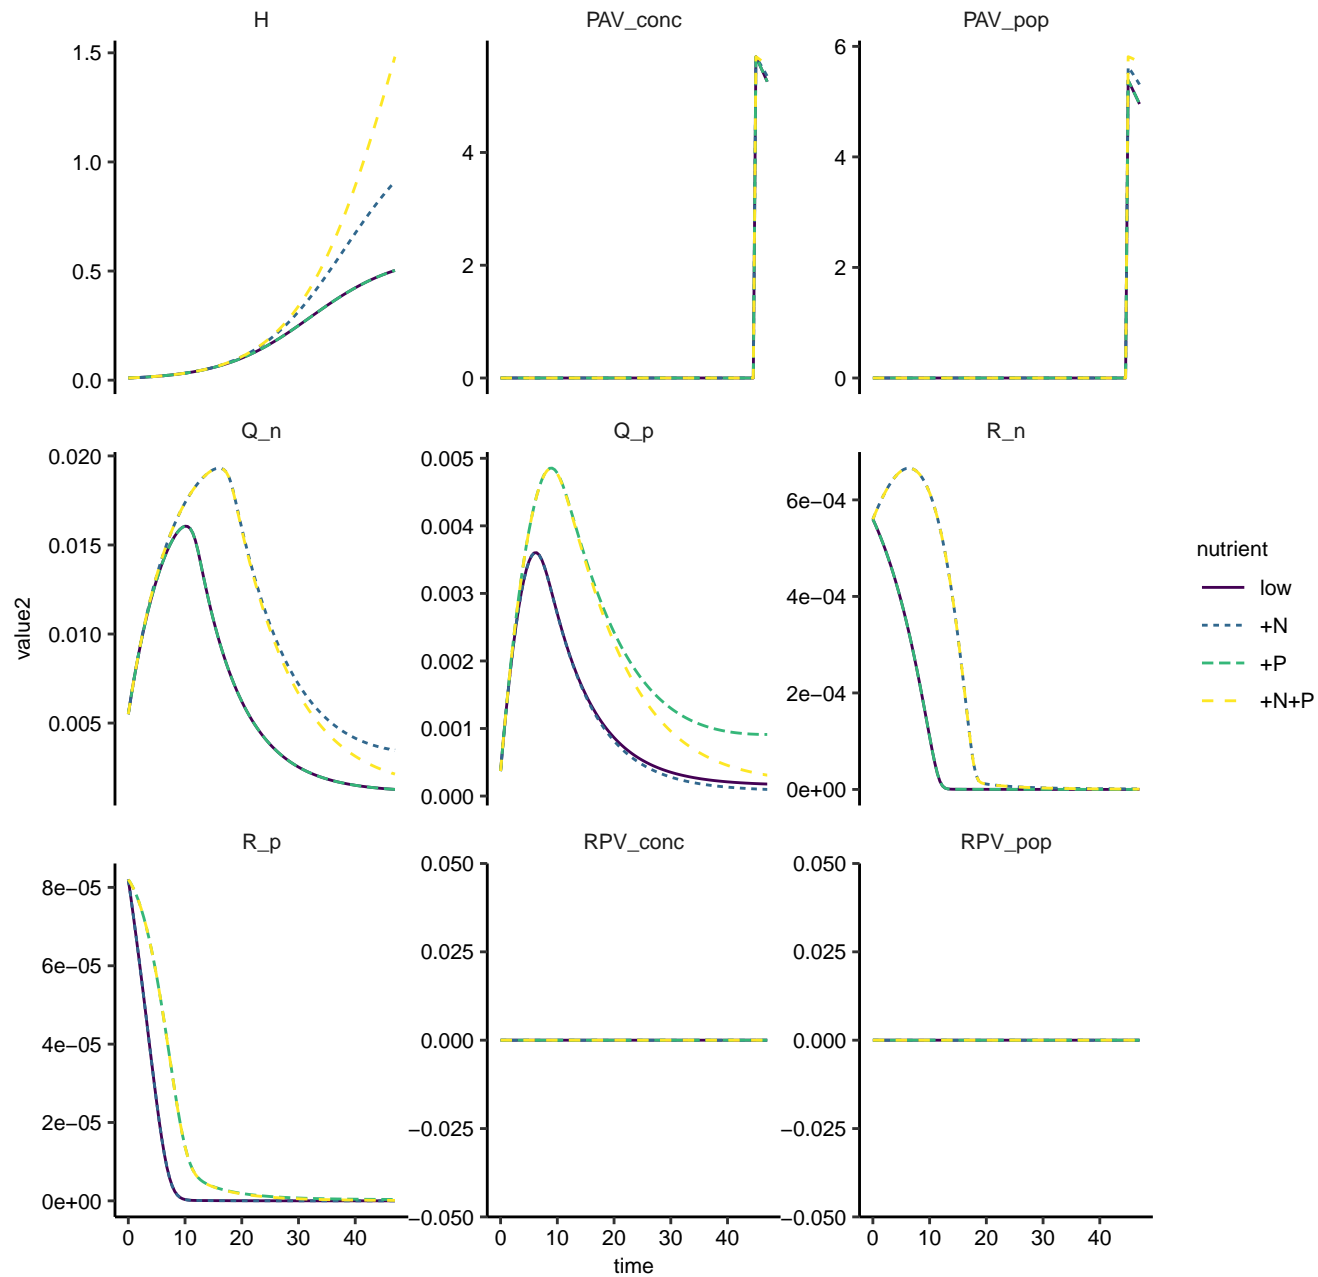 H
PAV_conc
PAV_pop
1.5
1.0
0.5
0.0
4
2
0
6
4
2
0
Q_n
Q_p
R_n
0.020
0.015
0.010
0.005
0.005
0.004
0.003
0.002
0.001
0.000
6e−04
4e−04
2e−04
0e+00
R_p
RPV_conc
RPV_pop
8e−05
6e−05
4e−05
2e−05
0e+00
0.050
0.025
0.000
−0.025
−0.050
0.050
0.025
0.000
−0.025
−0.050
0 10 20 30 40
0 10 20 30 40
0 10 20 30 40
time
value2
nutrient
low
+N
+P
+N+P